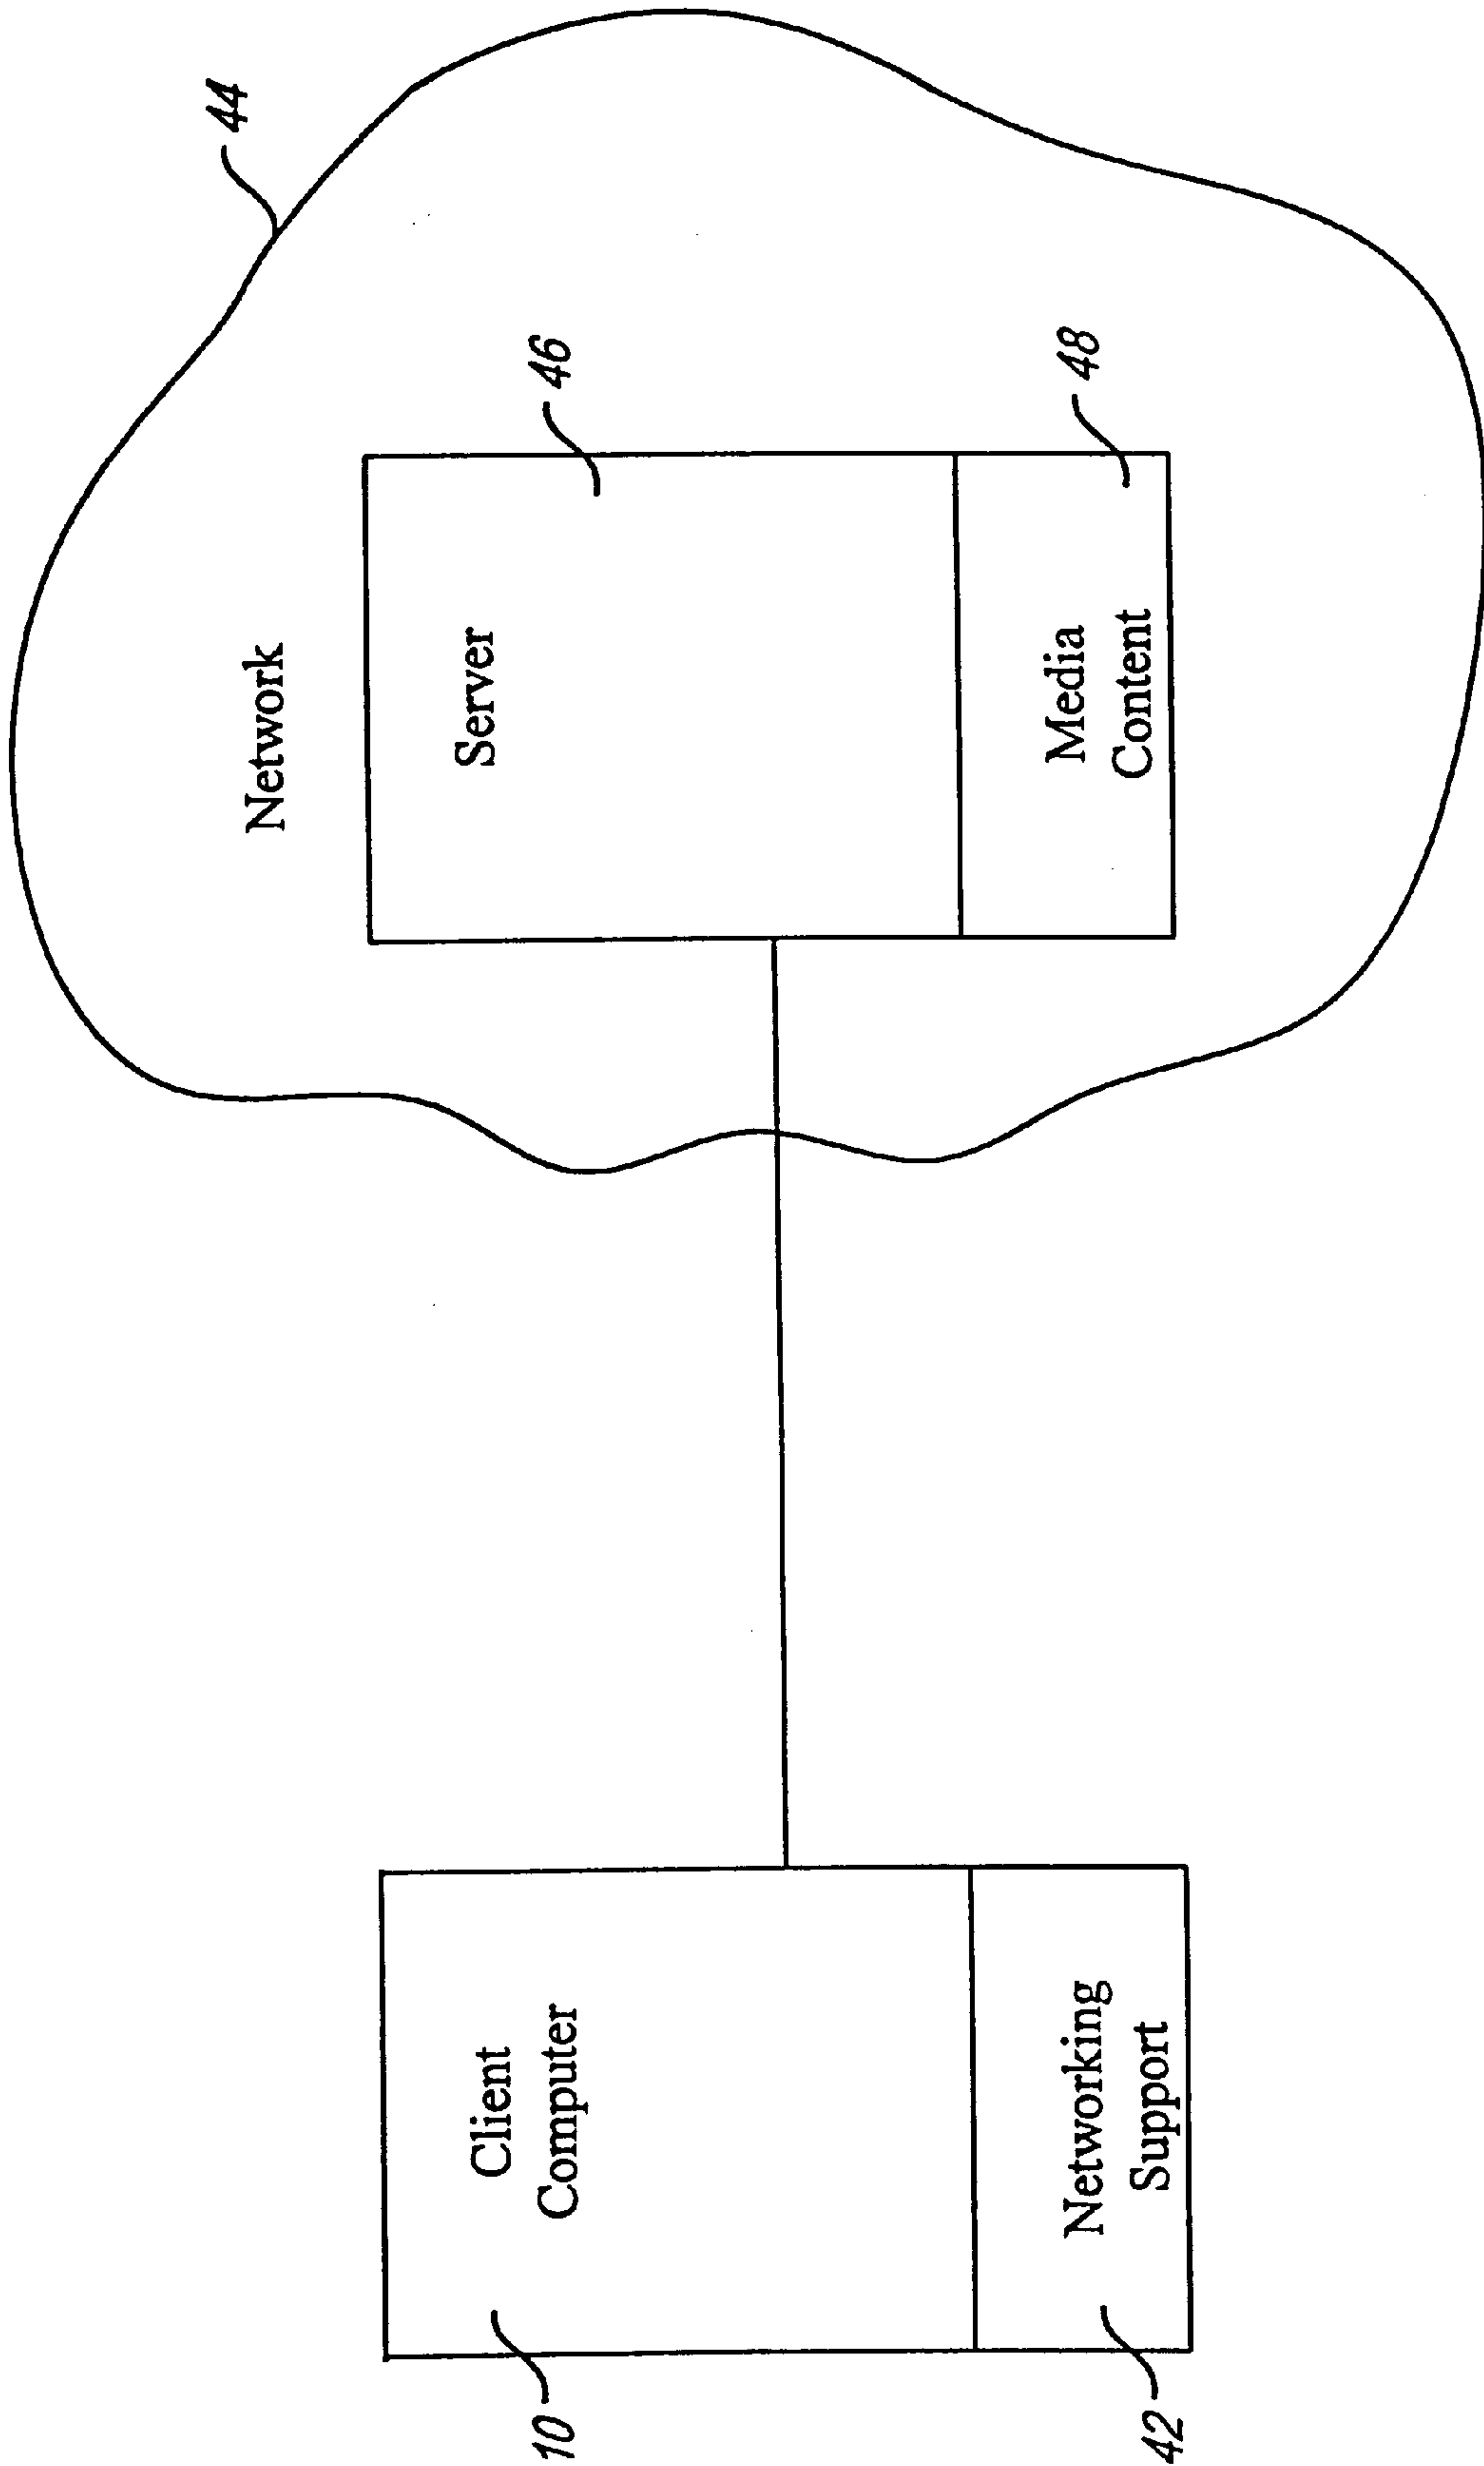 Client
Computer
10
Networking
Support
42
Network
44
Server
46
Media
Content
48